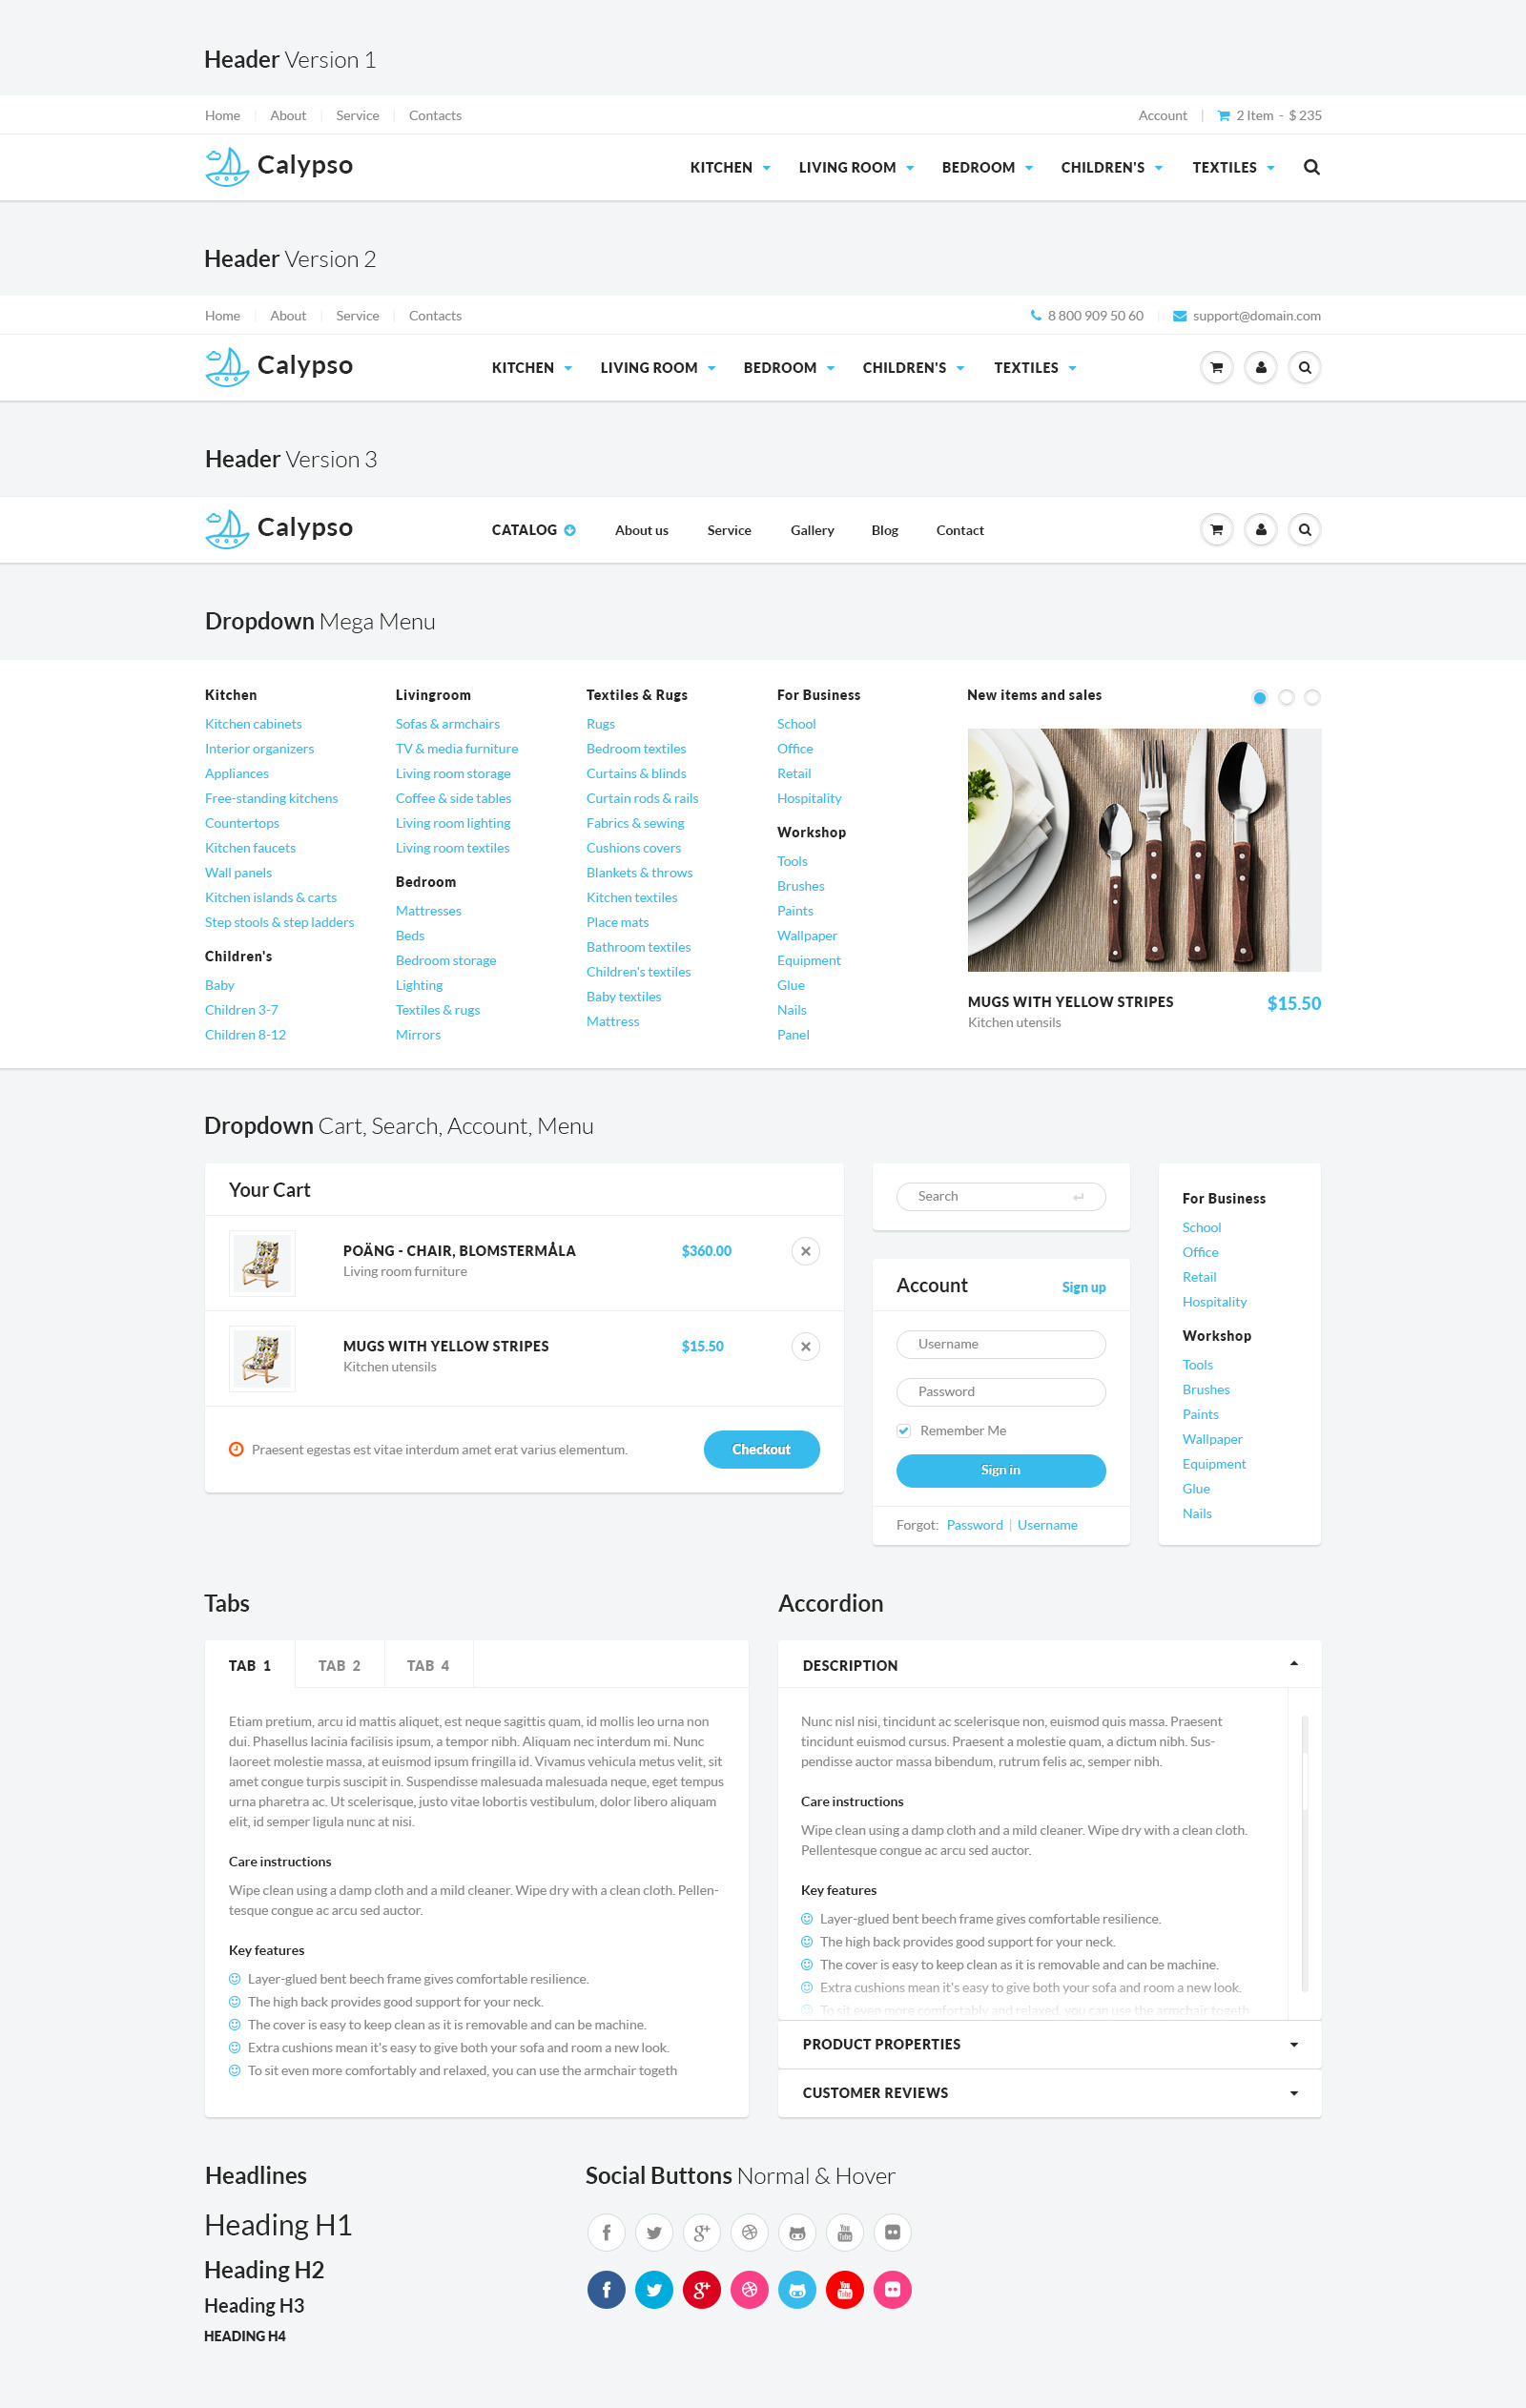 Header Version 1
Home | About | Service | Contacts
Account | 2 Item - $ 235
Calypso
KITCHEN LIVING ROOM BEDROOM CHILDREN'S TEXTILES
Header Version 2
Home | About | Service | Contacts
8 800 909 50 60 | support@domain.com
Calypso
KITCHEN LIVING ROOM BEDROOM CHILDREN'S TEXTILES
Header Version 3
Calypso
CATALOG About us Service Gallery Blog Contact
Dropdown Mega Menu
Kitchen
Kitchen cabinets
Interior organizers
Appliances
Free-standing kitchens
Countertops
Kitchen faucets
Wall panels
Kitchen islands & carts
Step stools & step ladders
Children's
Baby
Children 3-7
Children 8-12
Livingroom
Sofas & armchairs
TV & media furniture
Living room storage
Coffee & side tables
Living room lighting
Living room textiles
Bedroom
Mattresses
Beds
Bedroom storage
Lighting
Textiles & rugs
Mirrors
Textiles & Rugs
Rugs
Bedroom textiles
Curtains & blinds
Curtain rods & rails
Fabrics & sewing
Cushions covers
Blankets & throws
Kitchen textiles
Place mats
Bathroom textiles
Children's textiles
Baby textiles
Mattress
For Business
School
Office
Retail
Hospitality
Workshop
Tools
Brushes
Paints
Wallpaper
Equipment
Glue
Nails
Panel
New items and sales
MUGS WITH YELLOW STRIPES
$15.50
Kitchen utensils
Dropdown Cart, Search, Account, Menu
Your Cart
POÄNG - CHAIR, BLOMSTERMÅLA
$360.00
Living room furniture
MUGS WITH YELLOW STRIPES
$15.50
Kitchen utensils
Praesent egestas est vitae interdum amet erat varius elementum.
Checkout
Search
Account
Sign up
Username
Password
Remember Me
Sign in
Forgot: Password | Username
For Business
School
Office
Retail
Hospitality
Workshop
Tools
Brushes
Paints
Wallpaper
Equipment
Glue
Nails
Tabs
TAB 1 TAB 2 TAB 4
Etiam pretium, arcu id mattis aliquet, est neque sagittis quam, id mollis leo urna non
dui. Phasellus lacinia facilisis ipsum, a tempor nibh. Aliquam nec interdum mi. Nunc
laoreet molestie massa, at euismod ipsum fringilla id. Vivamus vehicula metus velit, sit
amet congue turpis suscipit in. Suspendisse malesuada malesuada neque, eget tempus
urna pharetra ac. Ut scelerisque, justo vitae lobortis vestibulum, dolor libero aliquam
elit, id semper ligula nunc at nisi.
Care instructions
Wipe clean using a damp cloth and a mild cleaner. Wipe dry with a clean cloth. Pellen-
tesque congue ac arcu sed auctor.
Key features
Layer-glued bent beech frame gives comfortable resilience.
The high back provides good support for your neck.
The cover is easy to keep clean as it is removable and can be machine.
Extra cushions mean it's easy to give both your sofa and room a new look.
To sit even more comfortably and relaxed, you can use the armchair togeth
Accordion
DESCRIPTION
Nunc nisl nisi, tincidunt ac scelerisque non, euismod quis massa. Praesent
tincidunt euismod cursus. Praesent a molestie quam, a dictum nibh. Sus-
pendisse auctor massa bibendum, rutrum felis ac, semper nibh.
Care instructions
Wipe clean using a damp cloth and a mild cleaner. Wipe dry with a clean cloth.
Pellentesque congue ac arcu sed auctor.
Key features
Layer-glued bent beech frame gives comfortable resilience.
The high back provides good support for your neck.
The cover is easy to keep clean as it is removable and can be machine.
Extra cushions mean it's easy to give both your sofa and room a new look.
To sit even more comfortably and relaxed, you can use the armchair togeth
PRODUCT PROPERTIES
CUSTOMER REVIEWS
Headlines
Heading H1
Heading H2
Heading H3
HEADING H4
Social Buttons Normal & Hover
You Tube
You Tube